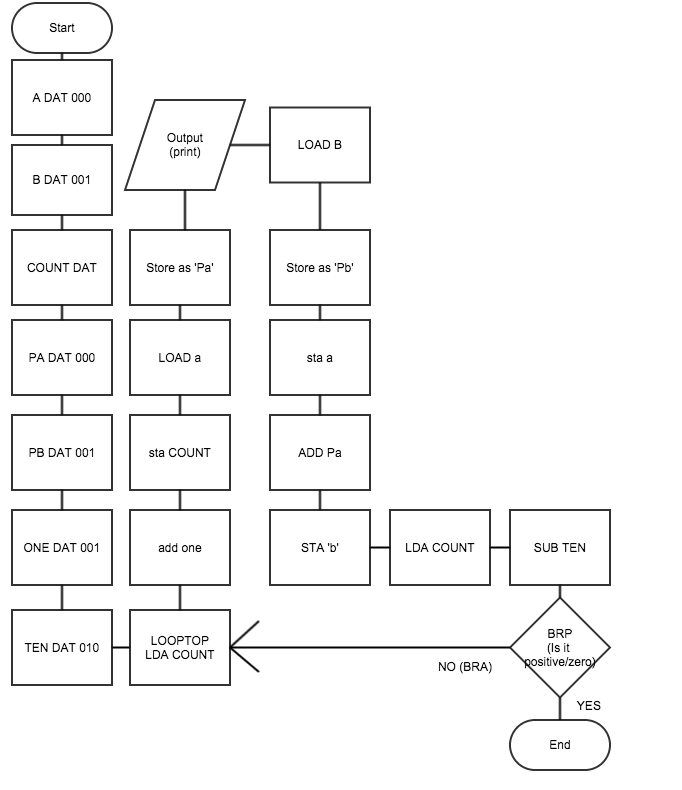 Start
A DAT 000
B DAT 001
COUNT DAT
PA DAT 000
PB DAT 001
ONE DAT 001
TEN DAT 010
LOOPTOP
LDA COUNT
add one
sta COUNT
LOAD a
Store as 'Pa'
Output
(print)
LOAD B
Store as 'Pb'
sta a
ADD Pa
STA 'b'
LDA COUNT
SUB TEN
BRP
(Is it
positive/zero)
NO (BRA)
YES
End